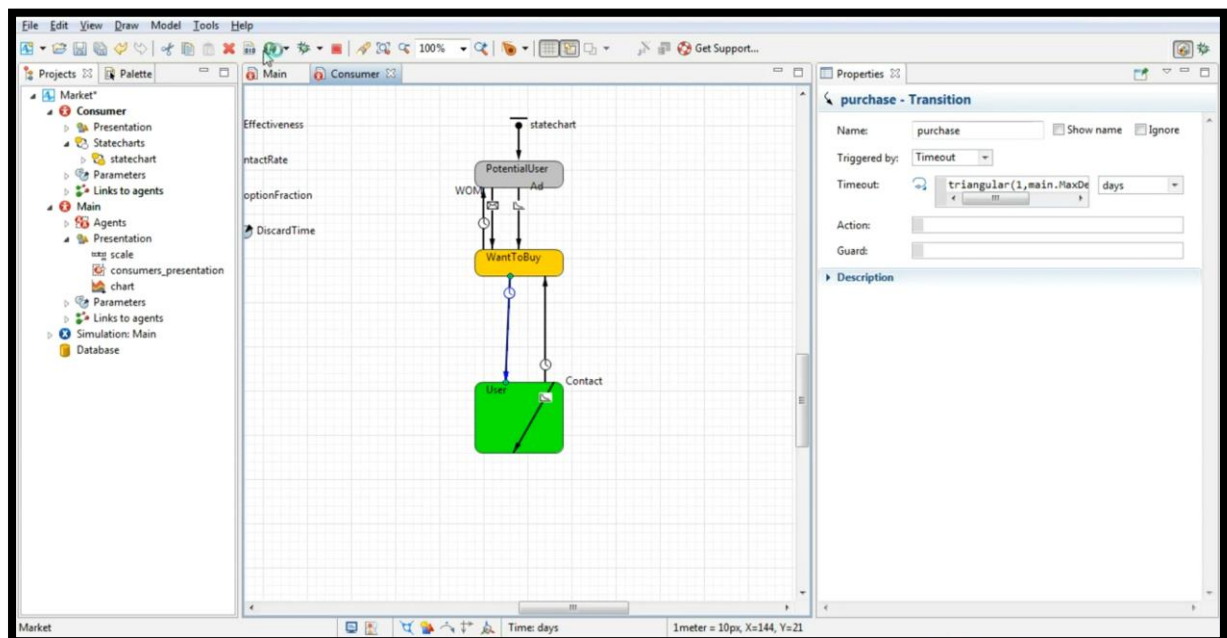 File Edit View Draw Model Tools Help
100% Get Support...
Projects Palette
Market*
Consumer
Presentation
Statecharts
statechart
Parameters
Links to agents
Main
Agents
Presentation
scale
consumers_presentation
chart
Parameters
Links to agents
Simulation: Main
Database
Main Consumer
Effectiveness
ntactRate
optionFraction
DiscardTime
statechart
PotentialUser
WOM Ad
WantToBuy
User Contact
Properties
purchase - Transition
Name: purchase Show name Ignore
Triggered by: Timeout
Timeout: triangular(1,main.MaxDe days
Action:
Guard:
Description
Market Time: days 1meter = 10px, X=144, Y=21